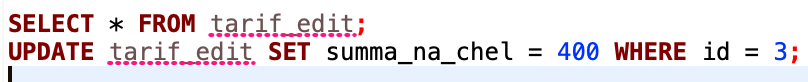 SELECT * FROM tarif_edit;
UPDATE tarif_edit SET summa_na_chel = 400 WHERE id = 3;